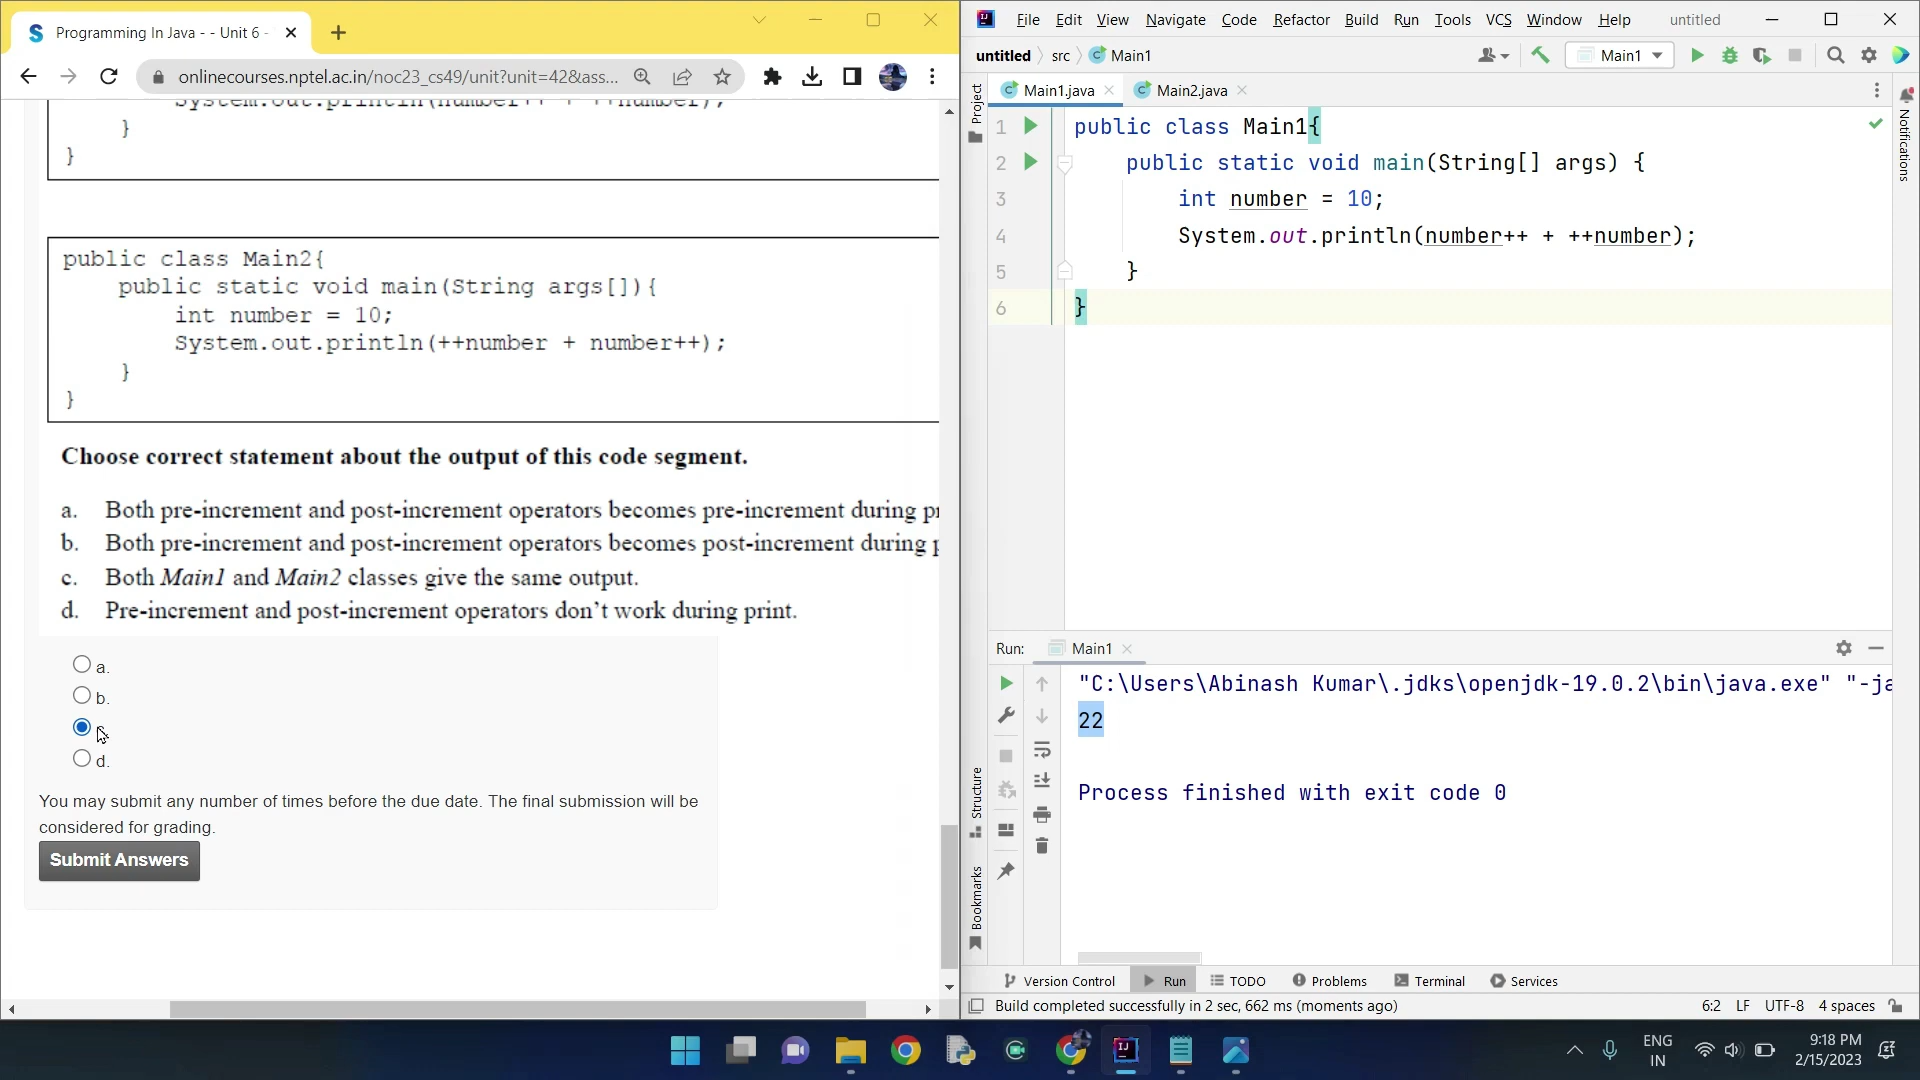 Programming In Java - - Unit 6 -
onlinecourses.nptel.ac.in/noc23_cs49/unit?unit=42&ass...
System.out.println(number++ + ++number);
}
}
public class Main2{
public static void main(String args[]){
int number = 10;
System.out.println(++number + number++);
}
}
Choose correct statement about the output of this code segment.
a. Both pre-increment and post-increment operators becomes pre-increment during
b. Both pre-increment and post-increment operators becomes post-increment during
c. Both Main1 and Main2 classes give the same output.
d. Pre-increment and post-increment operators don't work during print.
a.
b.
d.
You may submit any number of times before the due date. The final submission will be
considered for grading.
Submit Answers
File Edit View Navigate Code Refactor Build Run Tools VCS Window Help untitled
untitled src Main1
Main1
Project
Main1.java
Main2.java
Notifications
1 public class Main1{
2 public static void main(String[] args) {
3 int number = 10;
4 System.out.println(number++ + ++number);
5 }
6 }
Run: Main1
"C:\Users\Abinash Kumar\.jdks\openjdk-19.0.2\bin\java.exe" "-ja
22
Process finished with exit code 0
Structure
Bookmarks
Version Control Run TODO Problems Terminal Services
Build completed successfully in 2 sec, 662 ms (moments ago)
6:2 LF UTF-8 4 spaces
ENG
IN
9:18 PM
2/15/2023